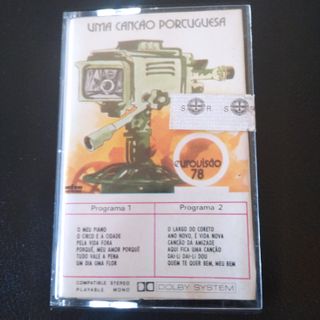 UMA CANÇÃO PORTUGUESA
S R S
eurovisão
78
Programa 1
O MEU PIANO
O CIRCO E A CIDADE
PELA VIDA FORA
PORQUÊ, MEU AMOR PORQUÊ
TUDO VALE A PENA
UM DIA UMA FLOR
Programa 2
O LARGO DO CORETO
ANO NOVO, É VIDA NOVA
CANÇÃO DA AMIZADE
AQUI FICA UMA CANÇÃO
DAI-LI DAI-LI DOU
QUEM TE QUER BEM, MEU BEM
COMPATIBLE STEREO
PLAYABLE MONO
DOLBY SYSTEM